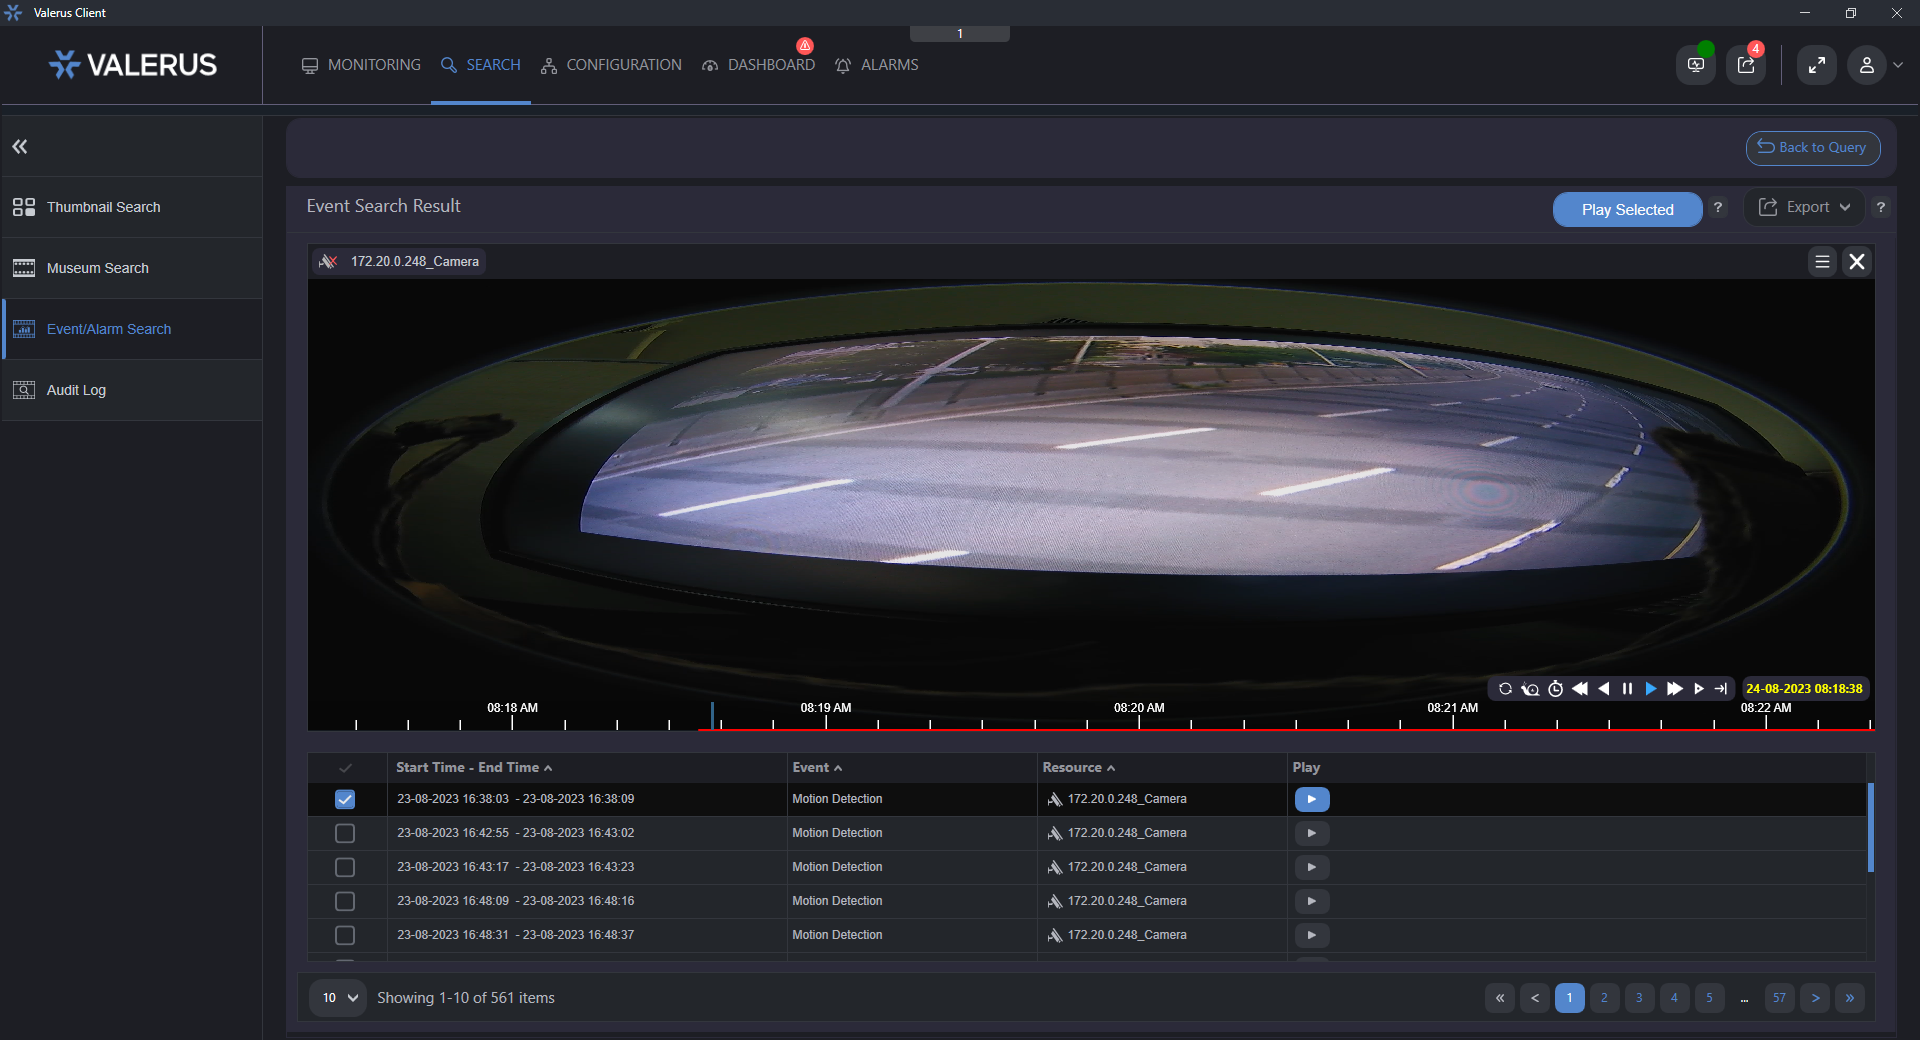 Valerus Client
1
VALERUS
MONITORING
SEARCH
CONFIGURATION
DASHBOARD
ALARMS
4
Back to Query
Thumbnail Search
Museum Search
Event/Alarm Search
Audit Log
Event Search Result
Play Selected
?
Export
?
172.20.0.248_Camera
24-08-2023 08:18:38
08:18 AM 08:19 AM 08:20 AM 08:21 AM 08:22 AM
Start Time - End Time Event Resource Play
23-08-2023 16:38:03 - 23-08-2023 16:38:09 Motion Detection 172.20.0.248_Camera
23-08-2023 16:42:55 - 23-08-2023 16:43:02 Motion Detection 172.20.0.248_Camera
23-08-2023 16:43:17 - 23-08-2023 16:43:23 Motion Detection 172.20.0.248_Camera
23-08-2023 16:48:09 - 23-08-2023 16:48:16 Motion Detection 172.20.0.248_Camera
23-08-2023 16:48:31 - 23-08-2023 16:48:37 Motion Detection 172.20.0.248_Camera
10 Showing 1-10 of 561 items
« < 1 2 3 4 5 ... 57 > »